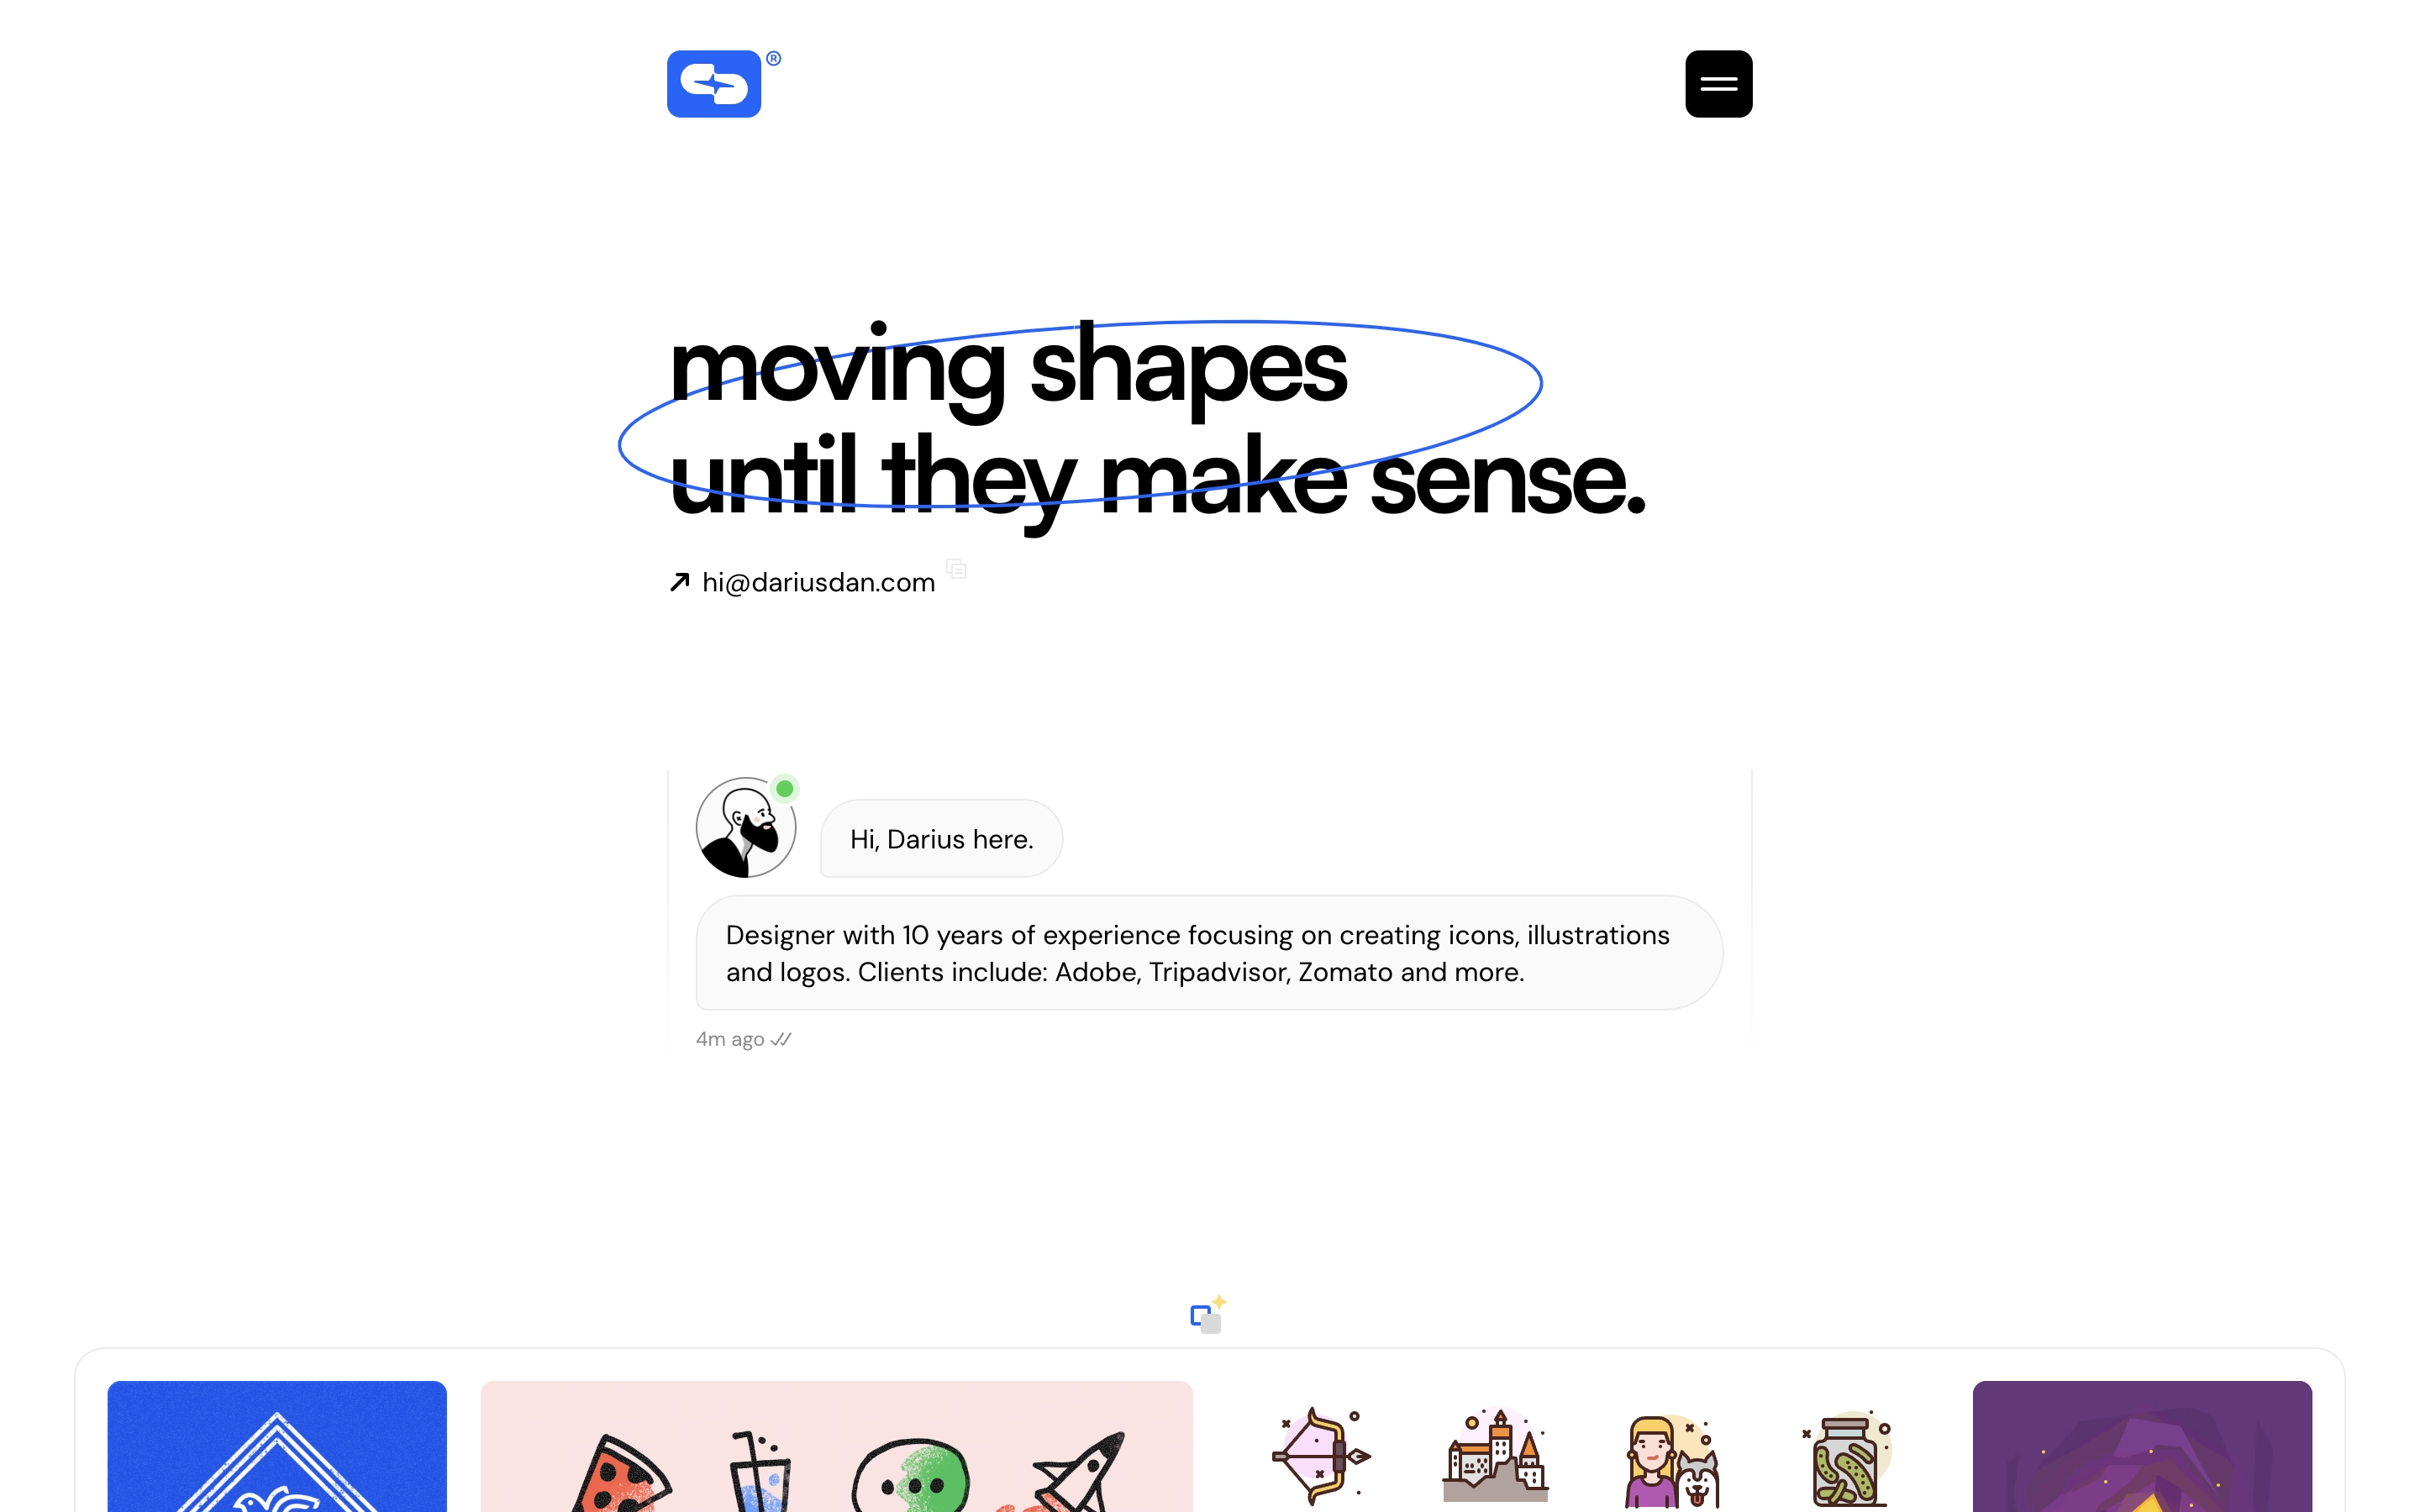 ®
moving shapes
until they make sense.
hi@dariusdan.com
Hi, Darius here.
Designer with 10 years of experience focusing on creating icons, illustrations
and logos. Clients include: Adobe, Tripadvisor, Zomato and more.
4m ago